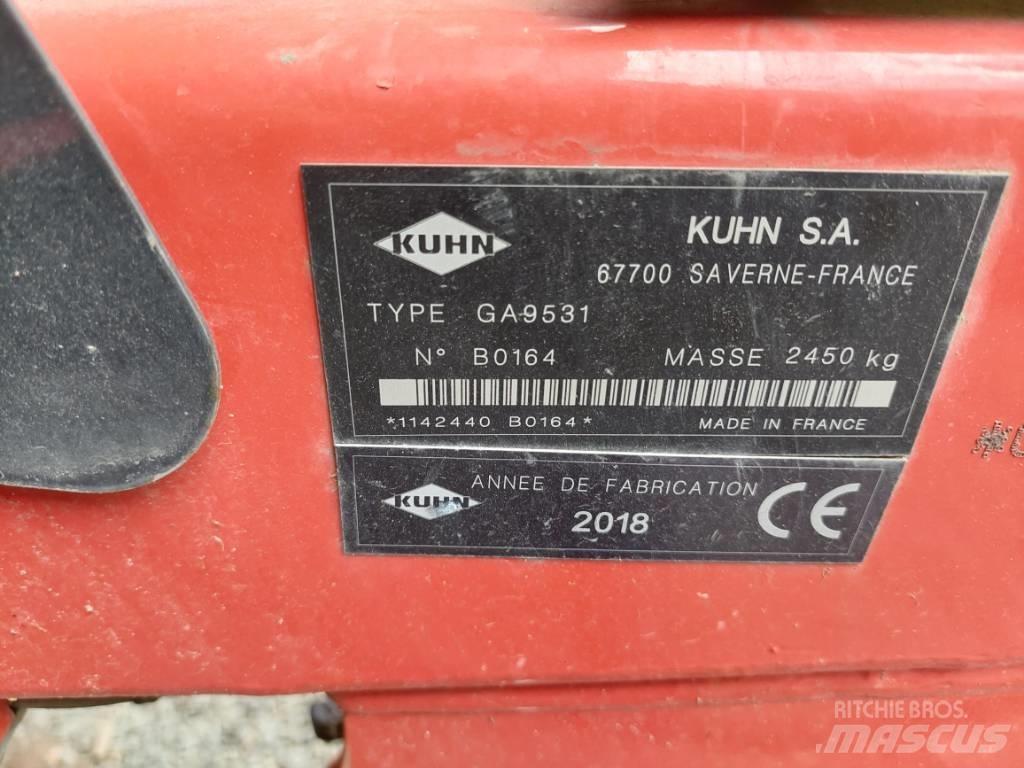 KUHN
KUHN S.A.
67700 SAVERNE-FRANCE
TYPE GA9531
N° B0164 MASSE 2450 kg
*1142440 B0164* MADE IN FRANCE
KUHN
ANNEE DE FABRICATION
2018
CE
RITCHIE BROS.
MASCUS